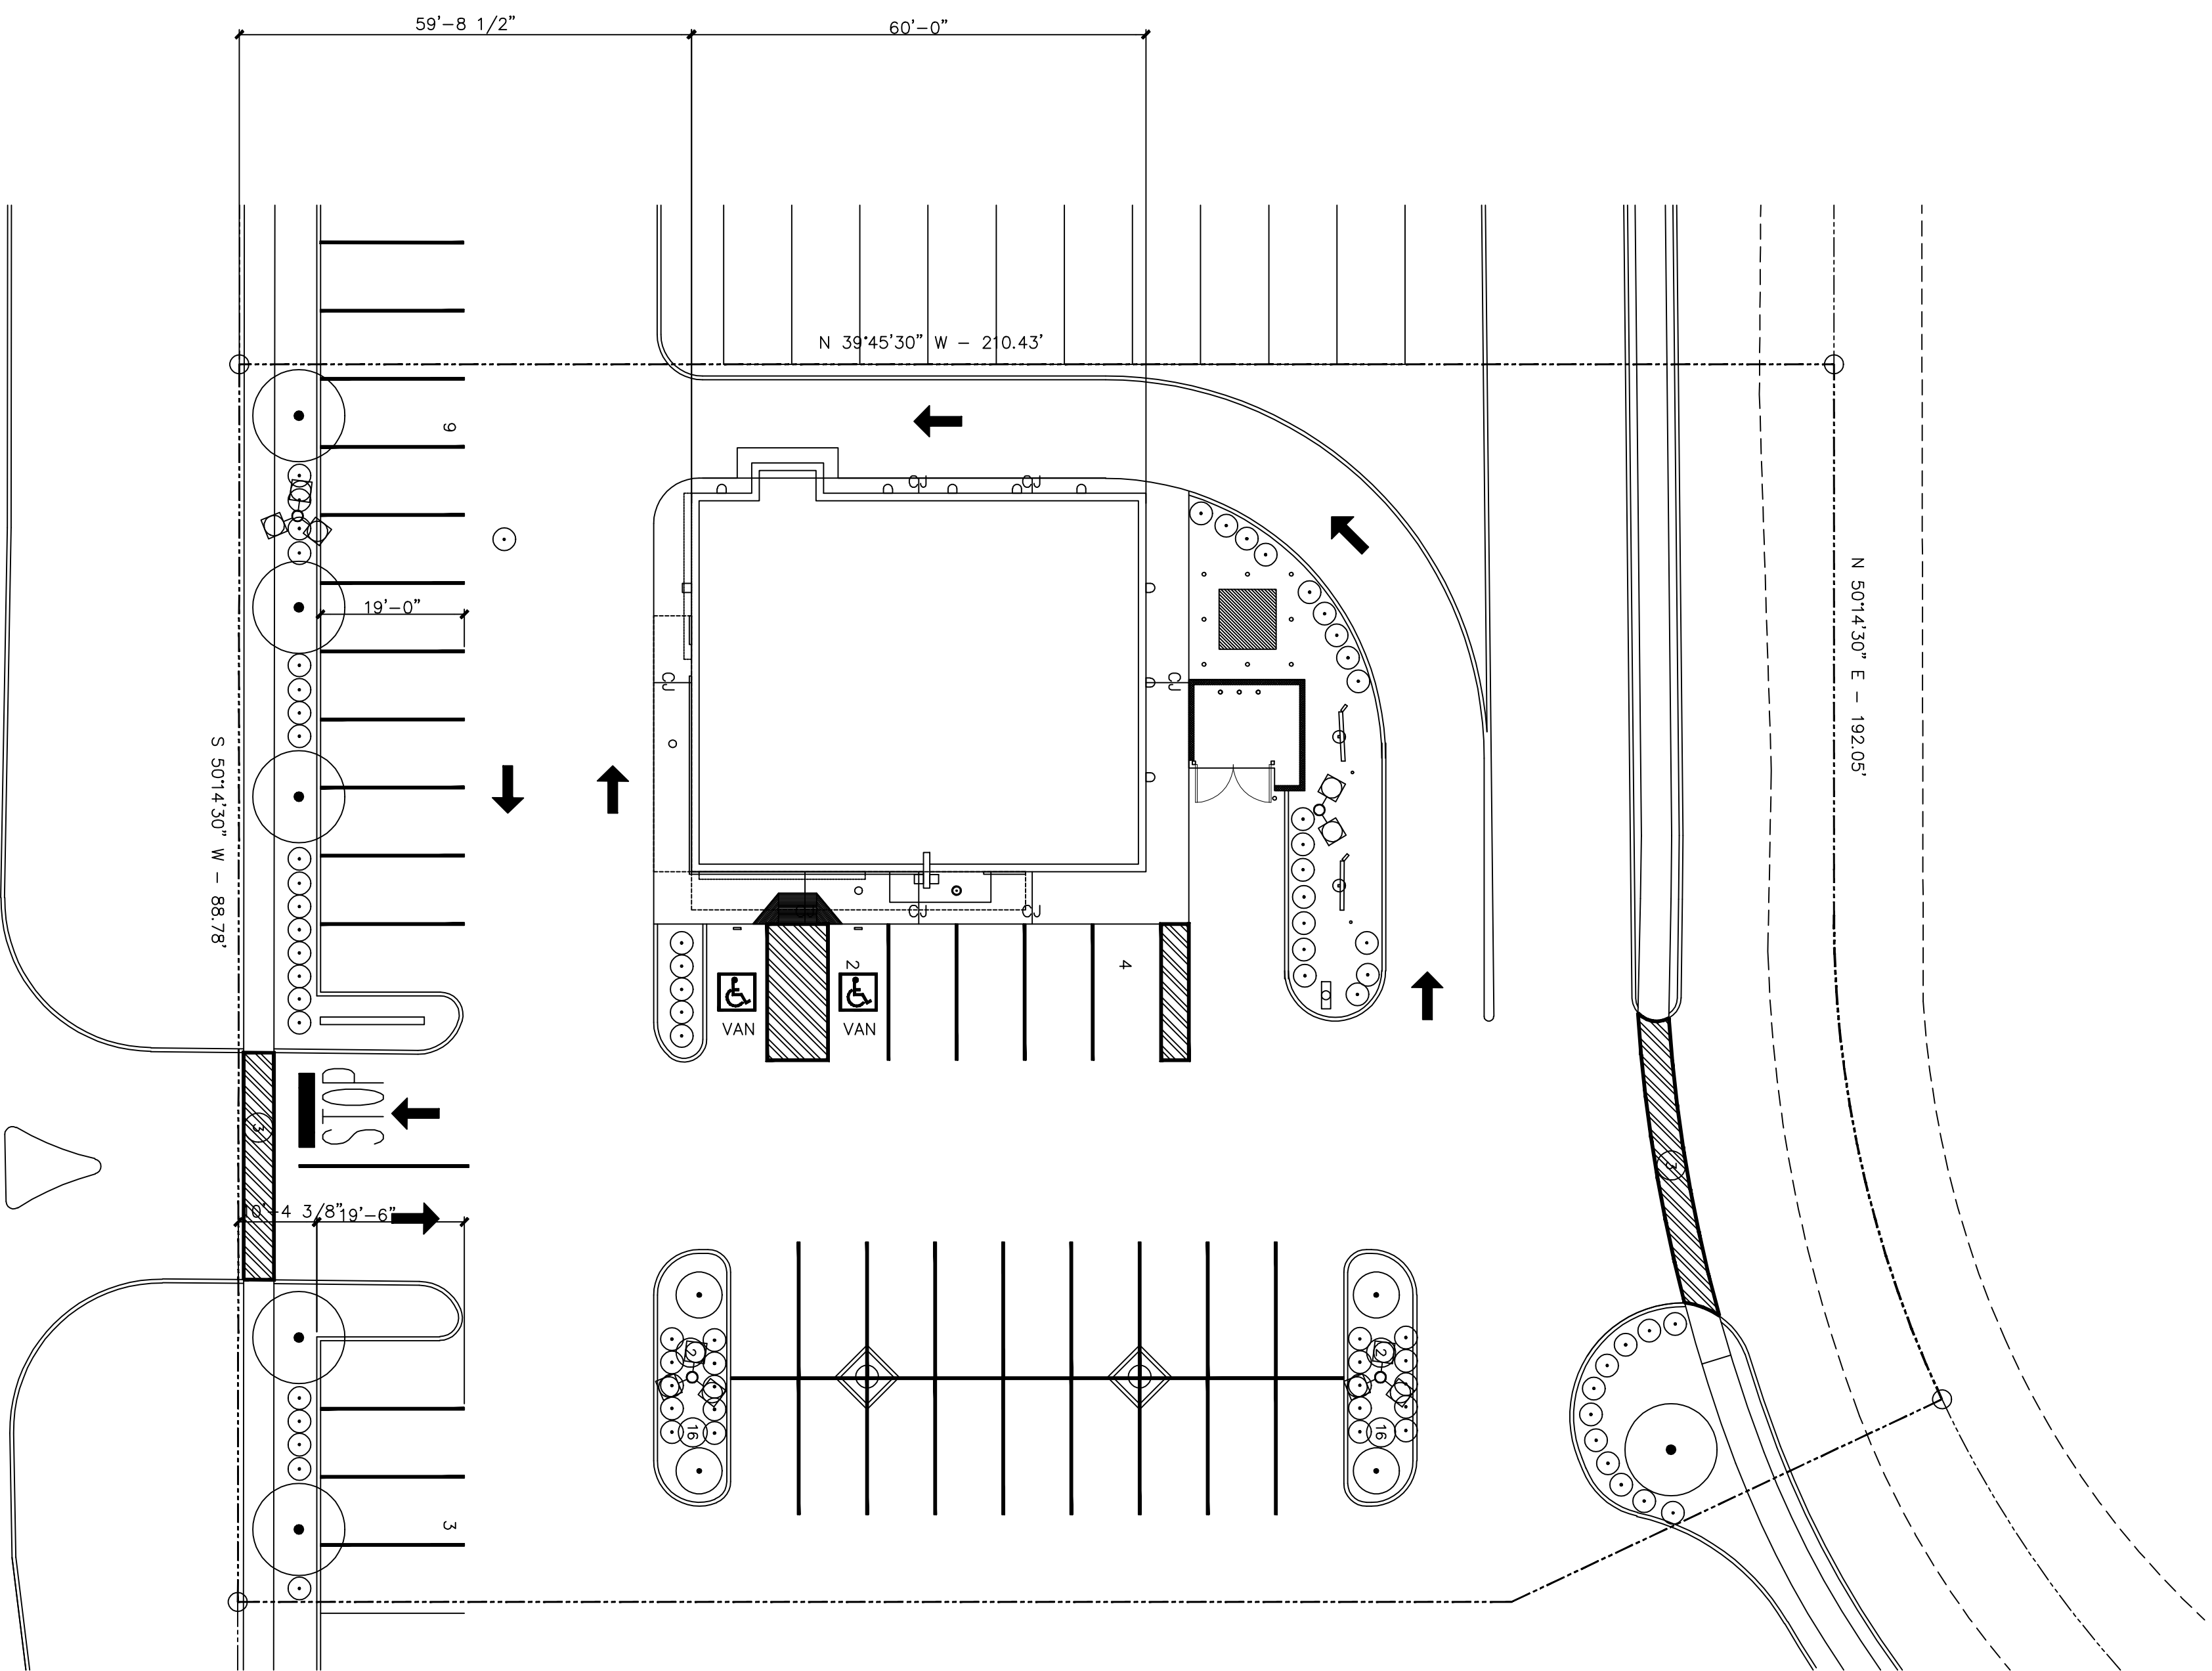 59'-8 1/2"
60'-0"
N 39°45'30" W - 210.43'
9
CJ
CJ
N 50°14'30" E - 192.05'
19'-0"
CJ
CJ
S 50°14'30" W - 88.78'
CJ
CJ
CJ
2
4
VAN
VAN
STOP
3
3
10'-4 3/8"
19'-6"
2
2
16
16
3